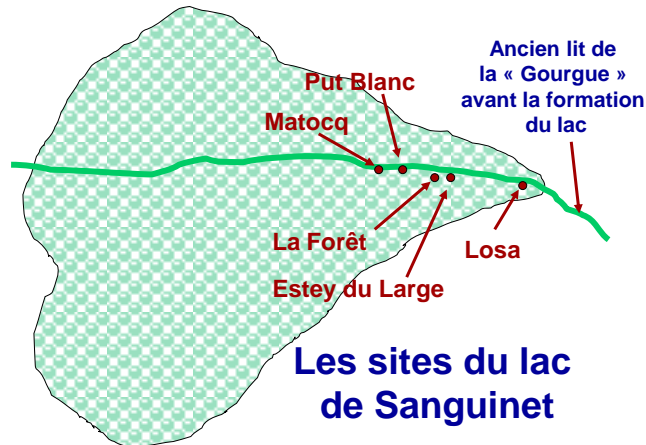 Ancien lit de
la « Gourgue »
avant la formation
du lac
Put Blanc
Matocq
La Forêt
Losa
Estey du Large
Les sites du lac
de Sanguinet